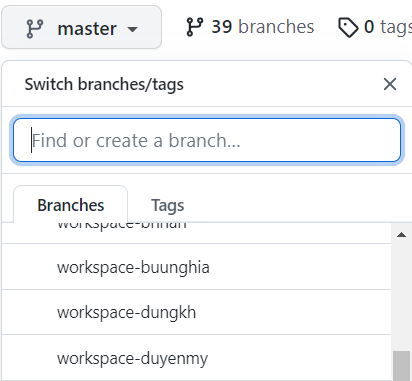 master
39 branches
0 tags
Switch branches/tags
Find or create a branch...
Branches
Tags
workspace-buunghia
workspace-dungkh
workspace-duyenmy